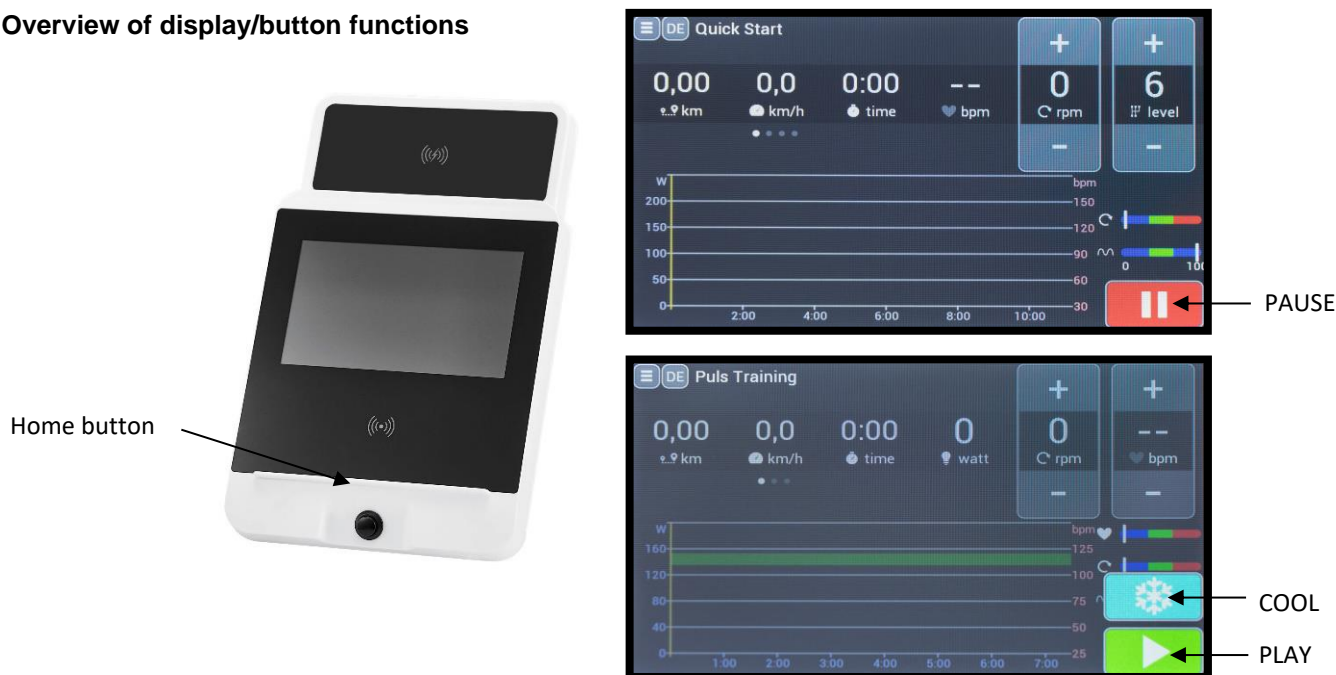 Overview of display/button functions
Home button
DE Quick Start
0,00 0,0 0:00 -- 0 6
km km/h time bpm rpm level
W bpm
200 150
150 120
100 90
50 60
0 30
2:00 4:00 6:00 8:00 10:00
0 100
PAUSE
DE Puls Training
0,00 0,0 0:00 0 0 --
km km/h time watt rpm bpm
W bpm
160 125
120 100
80 75
40 50
0 25
1:00 2:00 3:00 4:00 5:00 6:00 7:00
COOL
PLAY